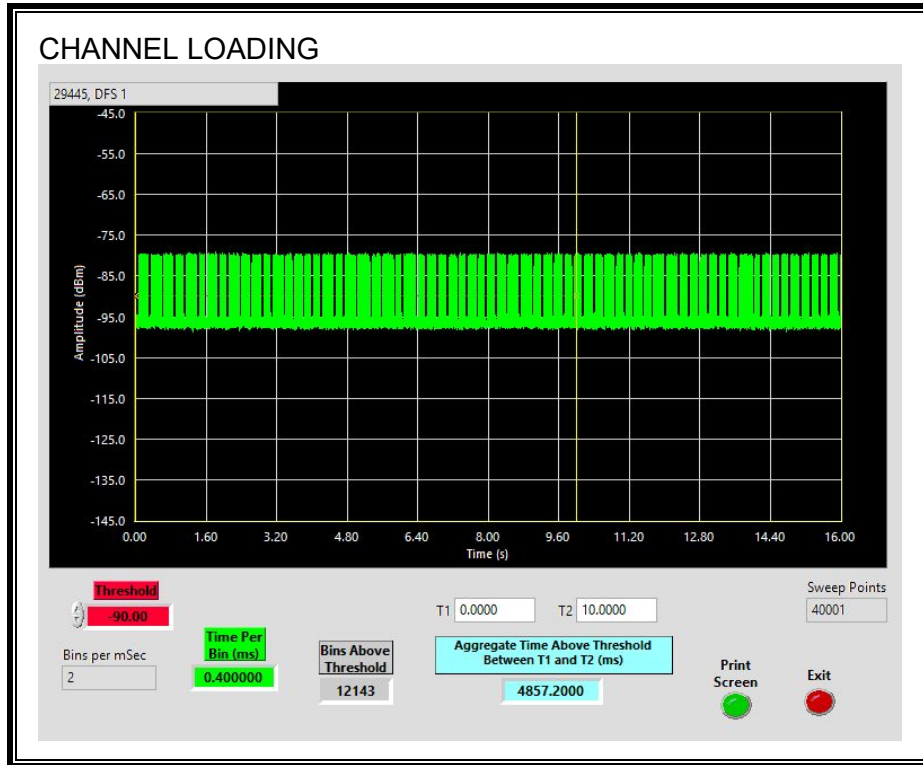 CHANNEL LOADING
29445, DFS 1
-45.0
-55.0
-65.0
-75.0
-85.0
-95.0
-105.0
-115.0
-125.0
-135.0
-145.0
Amplitude (dBm)
0.00 1.60 3.20 4.80 6.40 8.00 9.60 11.20 12.80 14.40 16.00
Time (s)
Threshold
-90.00
Bins per mSec
2
Time Per
Bin (ms)
0.400000
Bins Above
Threshold
12143
T1 0.0000 T2 10.0000
Aggregate Time Above Threshold
Between T1 and T2 (ms)
4857.2000
Sweep Points
40001
Print
Screen
Exit